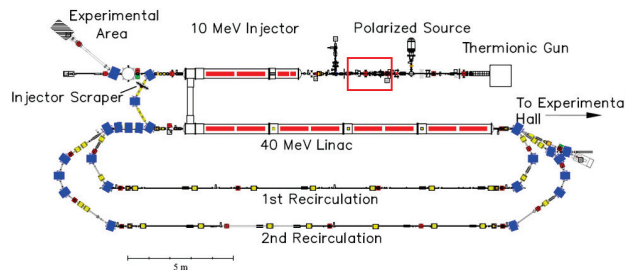 Experimental
Area
10 MeV Injector
Polarized Source
Thermionic Gun
Injector Scraper
To Experimenta
Hall
40 MeV Linac
1st Recirculation
2nd Recirculation
5 m